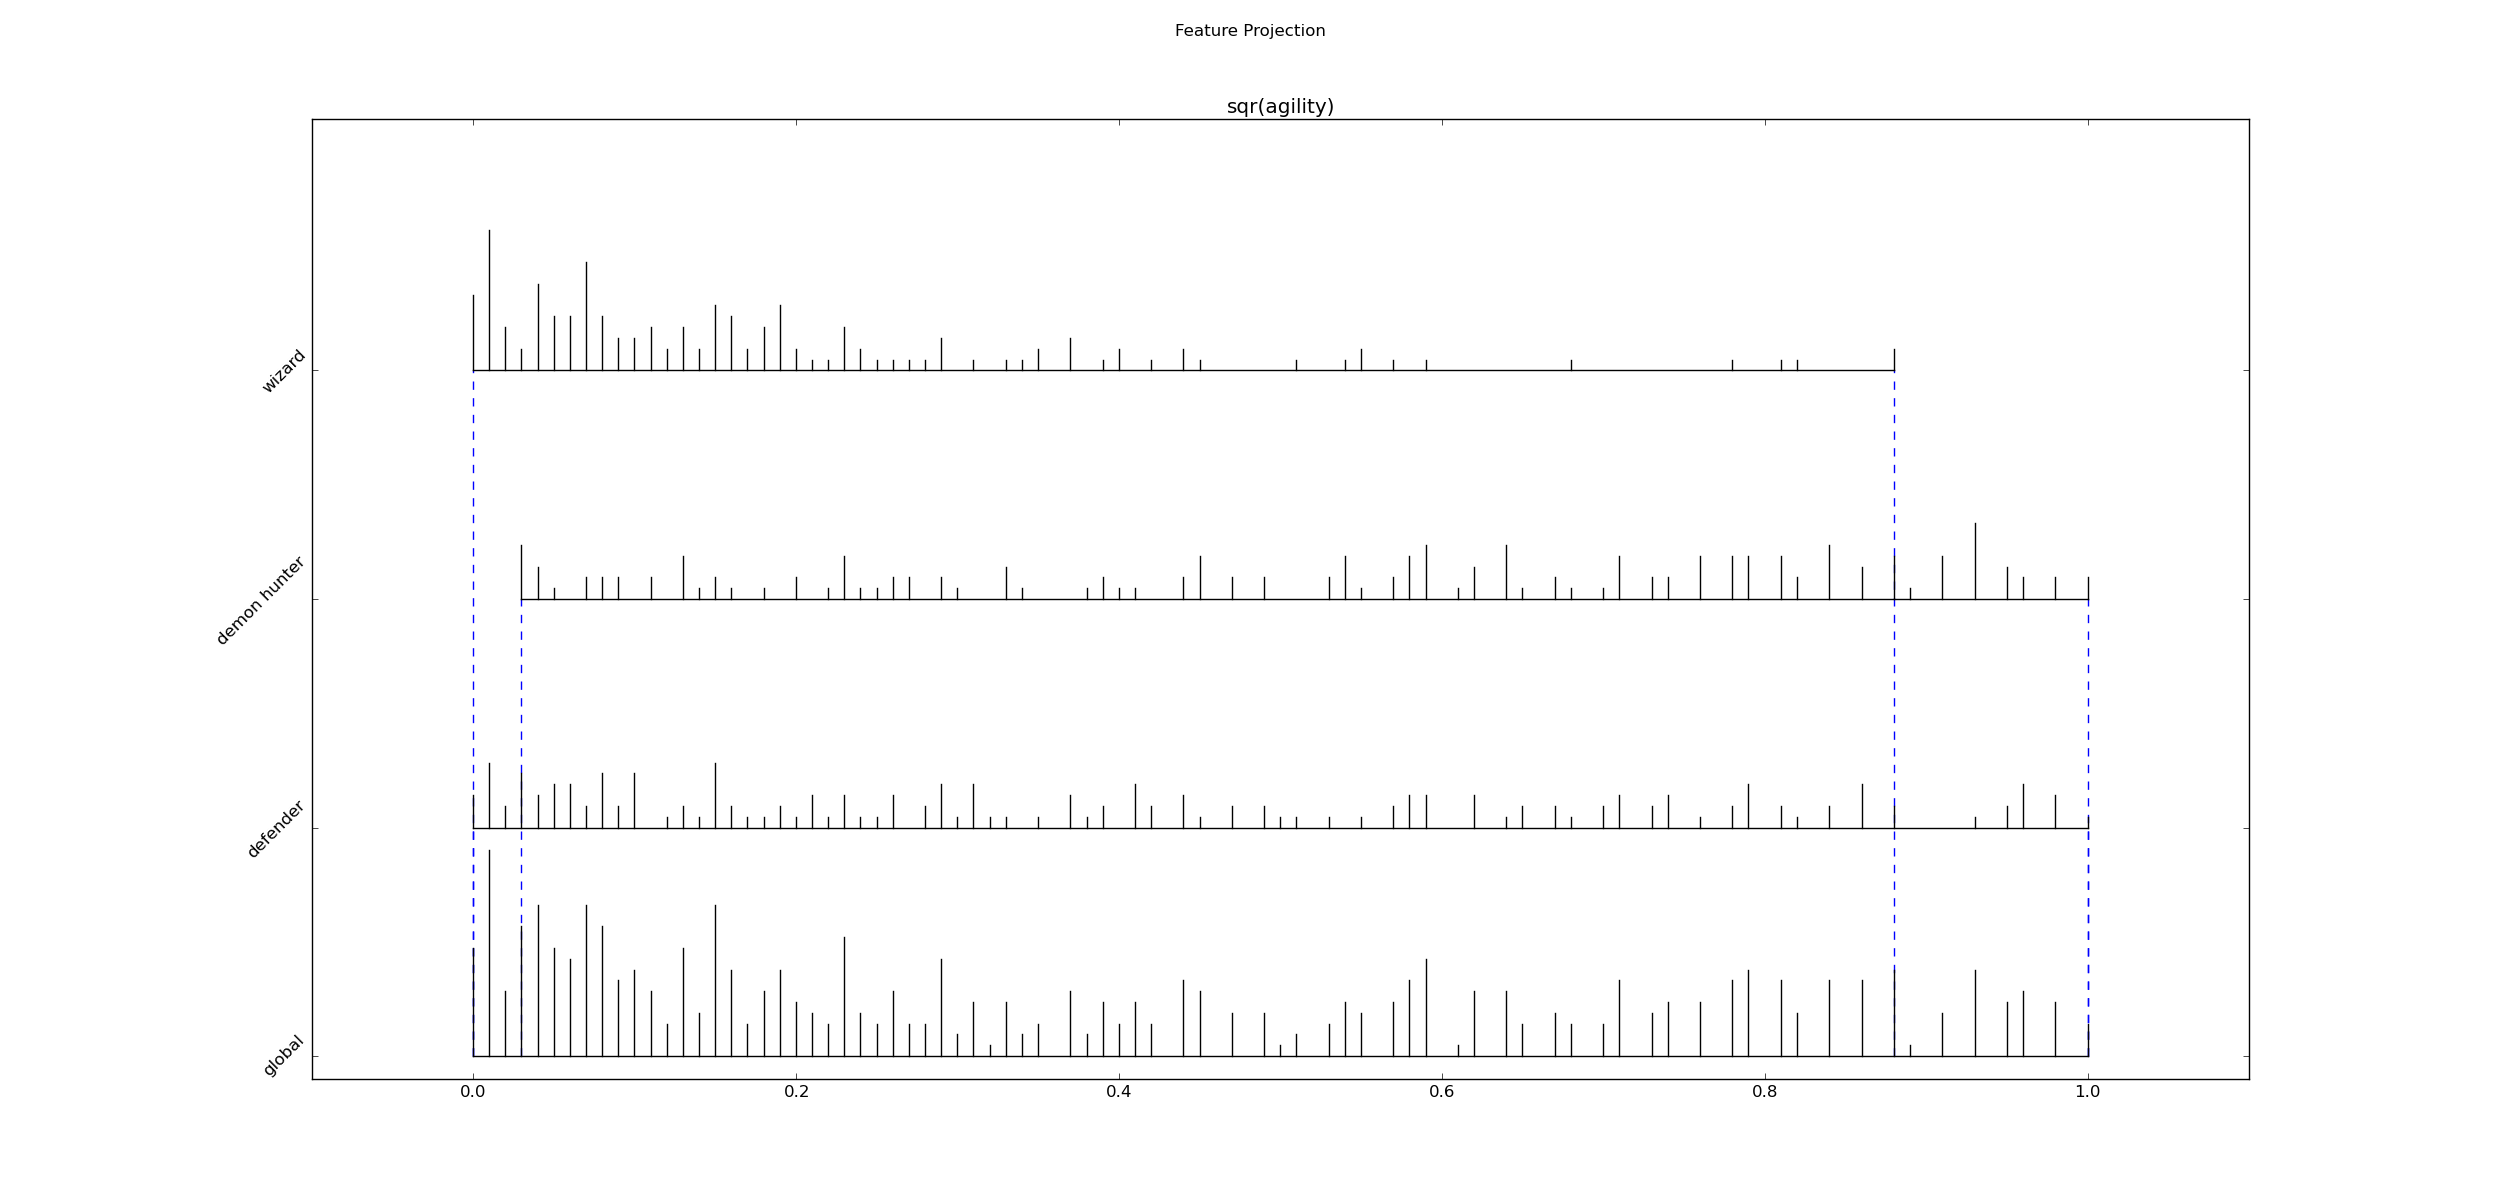 Feature Projection
sqr(agility)
wizard
demon hunter
defender
global
0.0 0.2 0.4 0.6 0.8 1.0